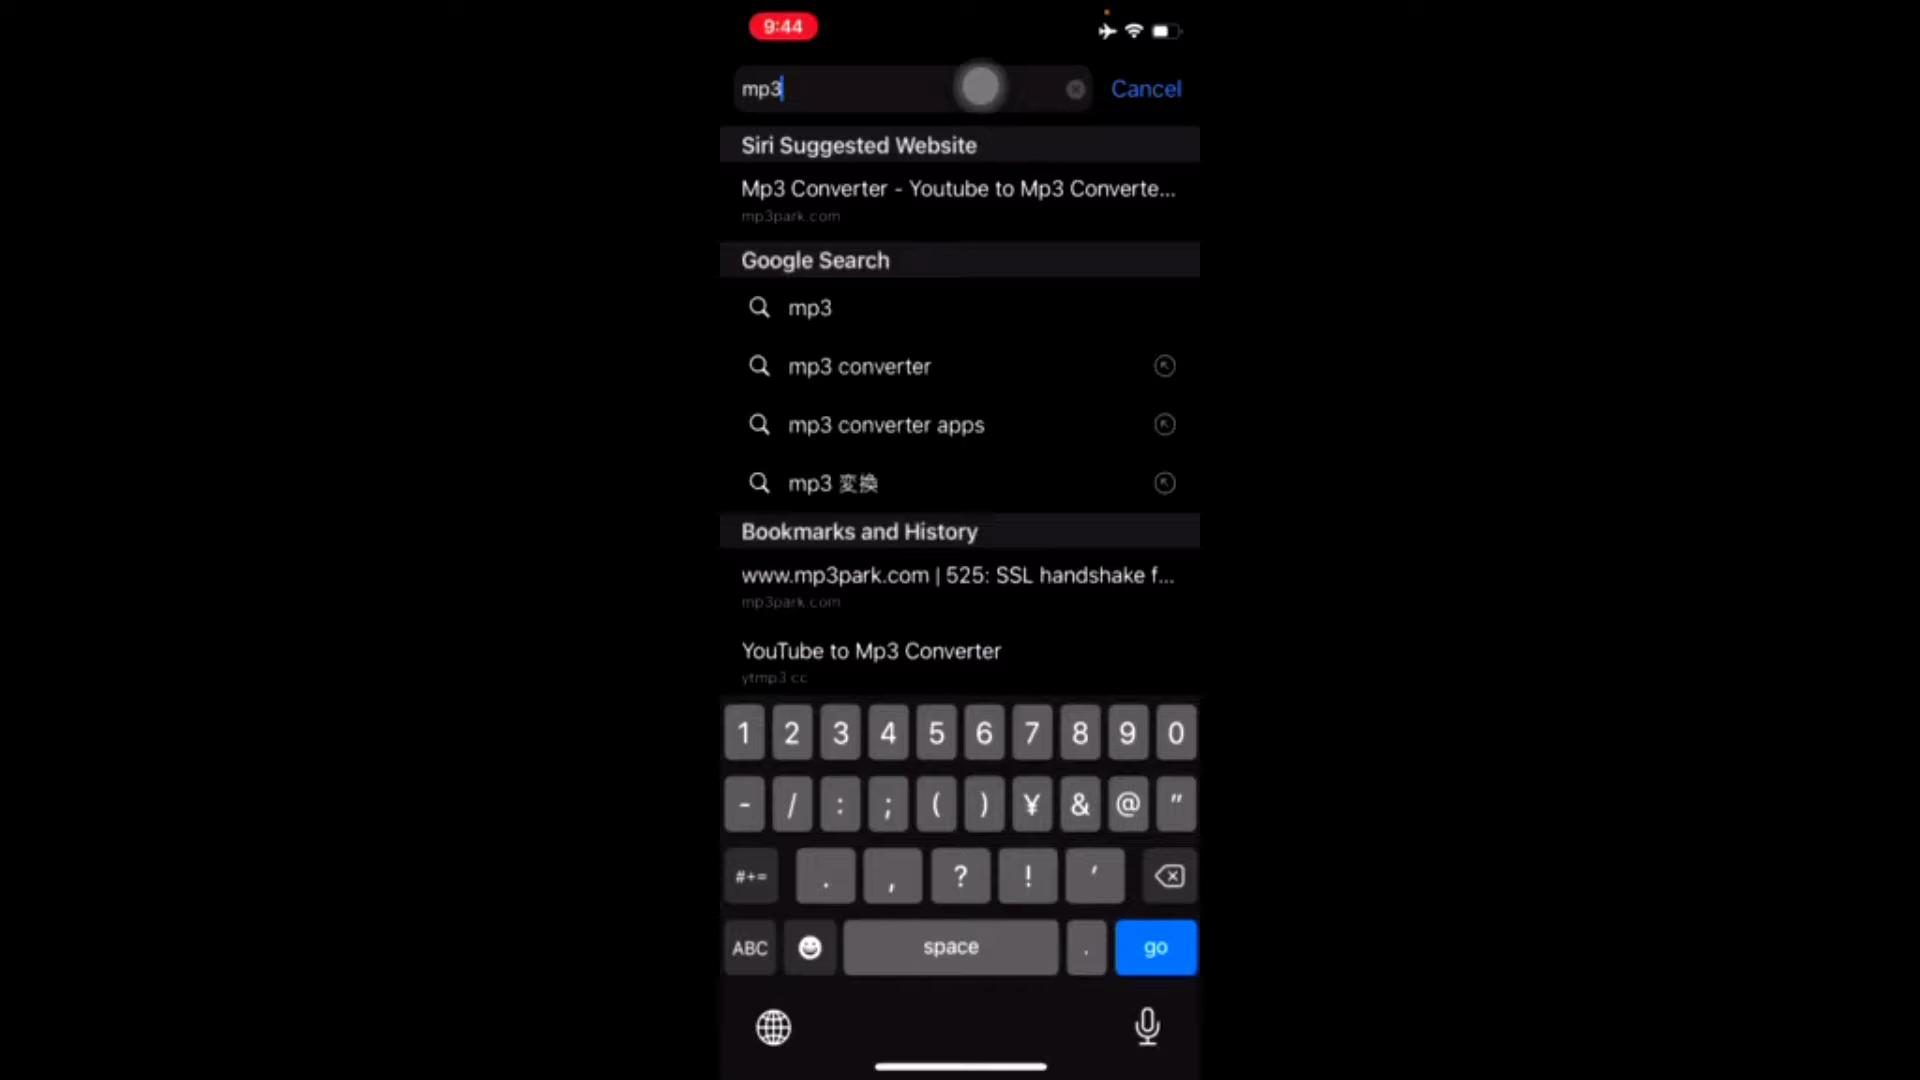 9:44
mp3
Cancel
Siri Suggested Website
Mp3 Converter - Youtube to Mp3 Converte...
mp3park.com
Google Search
mp3
mp3 converter
mp3 converter apps
mp3 変換
Bookmarks and History
www.mp3park.com | 525: SSL handshake f...
mp3park.com
YouTube to Mp3 Converter
ytmp3.cc
1 2 3 4 5 6 7 8 9 0
- / : ; ( ) ¥ & @ "
#+= . , ? ! '
ABC space . go